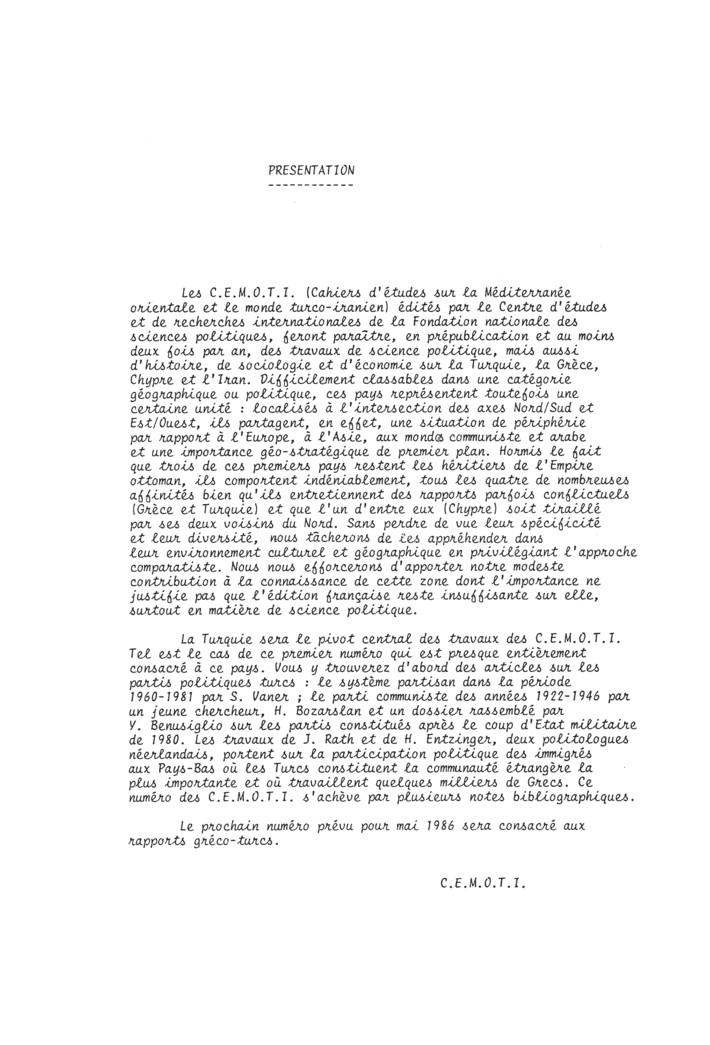 PRESENTATION
------------
Les C.E.M.O.T.I. (Cahiers d'études sur la Méditerranée
orientale et le monde turco-iranien) édités par le Centre d'études
et de recherches internationales de la Fondation nationale des
sciences politiques, feront paraître, en prépublication et au moins
deux fois par an, des travaux de science politique, mais aussi
d'histoire, de sociologie et d'économie sur la Turquie, la Grèce,
Chypre et l'Iran. Difficilement classables dans une catégorie
géographique ou politique, ces pays représentent toutefois une
certaine unité : localisés à l'intersection des axes Nord/Sud et
Est/Ouest, ils partagent, en effet, une situation de périphérie
par rapport à l'Europe, à l'Asie, aux mondes communiste et arabe
et une importance géo-stratégique de premier plan. Hormis le fait
que trois de ces premiers pays restent les héritiers de l'Empire
ottoman, ils comportent indéniablement, tous les quatre de nombreuses
affinités bien qu'ils entretiennent des rapports parfois conflictuels
(Grèce et Turquie) et que l'un d'entre eux (Chypre) soit tiraillé
par ses deux voisins du Nord. Sans perdre de vue leur spécificité
et leur diversité, nous tâcherons de les appréhender dans
leur environnement culturel et géographique en privilégiant l'approche
comparatiste. Nous nous efforcerons d'apporter notre modeste
contribution à la connaissance de cette zone dont l'importance ne
justifie pas que l'édition française reste insuffisante sur elle,
surtout en matière de science politique.
La Turquie sera le pivot central des travaux des C.E.M.O.T.I.
Tel est le cas de ce premier numéro qui est presque entièrement
consacré à ce pays. Vous y trouverez d'abord des articles sur les
partis politiques turcs : le système partisan dans la période
1960-1981 par S. Vaner ; le parti communiste des années 1922-1946 par
un jeune chercheur, H. Bozarslan et un dossier rassemblé par
Y. Benusiglio sur les partis constitués après le coup d'Etat militaire
de 1980. Les travaux de J. Rath et de H. Entzinger, deux politologues
néerlandais, portent sur la participation politique des immigrés
aux Pays-Bas où les Turcs constituent la communauté étrangère la
plus importante et où travaillent quelques milliers de Grecs. Ce
numéro des C.E.M.O.T.I. s'achève par plusieurs notes bibliographiques.
Le prochain numéro prévu pour mai 1986 sera consacré aux
rapports gréco-turcs.
C.E.M.O.T.I.